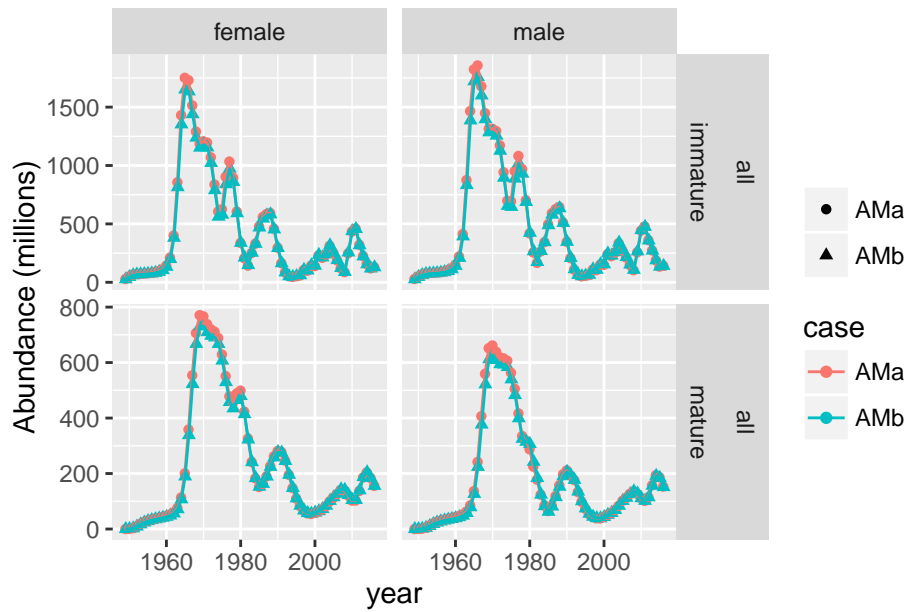 female
male
Abundance (millions)
1500
1000
500
0
immature
all
800
600
400
200
0
mature
all
1960
1980
2000
1960
1980
2000
year
AMa
AMb
case
AMa
AMb